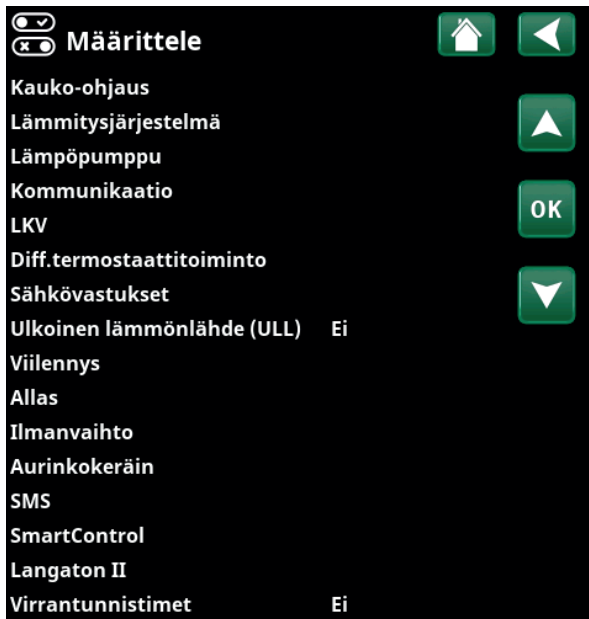 Määrittele
Kauko-ohjaus
Lämmitysjärjestelmä
Lämpöpumppu
Kommunikaatio
OK
LKV
Diff.termostaattitoiminto
Sähkövastukset
Ulkoinen lämmönlähde (ULL) Ei
Viilennys
Allas
Ilmanvaihto
Aurinkokeräin
SMS
SmartControl
Langaton II
Virrantunnistimet Ei